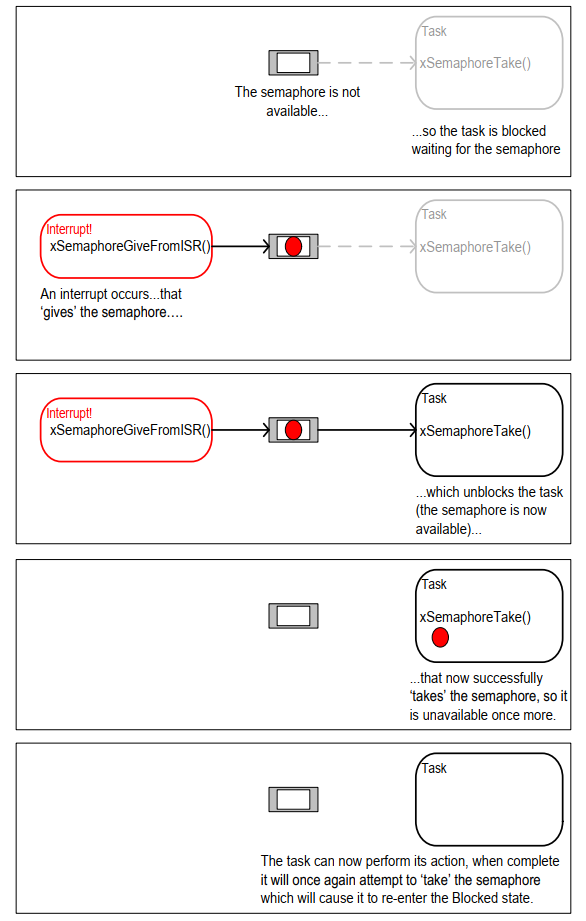 Task
xSemaphoreTake()
The semaphore is not
available...
...so the task is blocked
waiting for the semaphore
Interrupt!
xSemaphoreGiveFromISR()
Task
xSemaphoreTake()
An interrupt occurs...that
‘gives’ the semaphore....
Interrupt!
xSemaphoreGiveFromISR()
Task
xSemaphoreTake()
...which unblocks the task
(the semaphore is now
available)...
Task
xSemaphoreTake()
...that now successfully
‘takes’ the semaphore, so it
is unavailable once more.
Task
The task can now perform its action, when complete
it will once again attempt to ‘take’ the semaphore
which will cause it to re-enter the Blocked state.